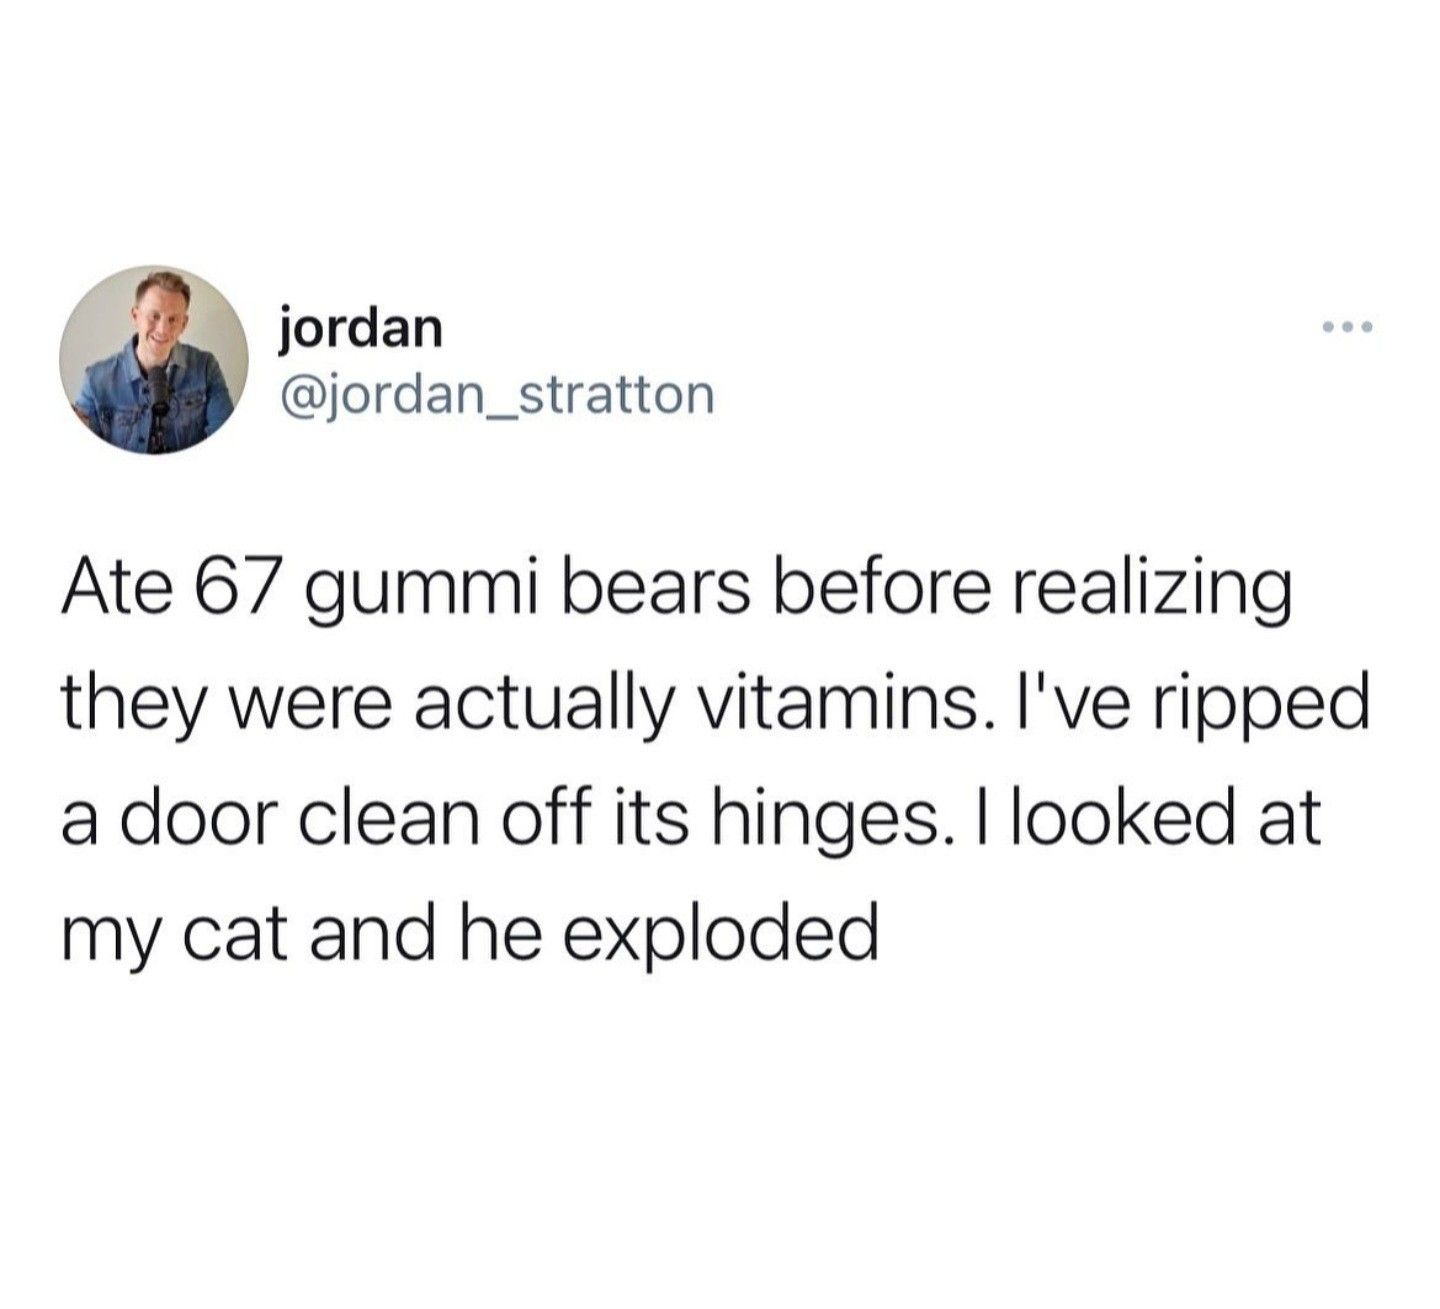 jordan
@jordan_stratton
Ate 67 gummi bears before realizing
they were actually vitamins. I've ripped
a door clean off its hinges. I looked at
my cat and he exploded